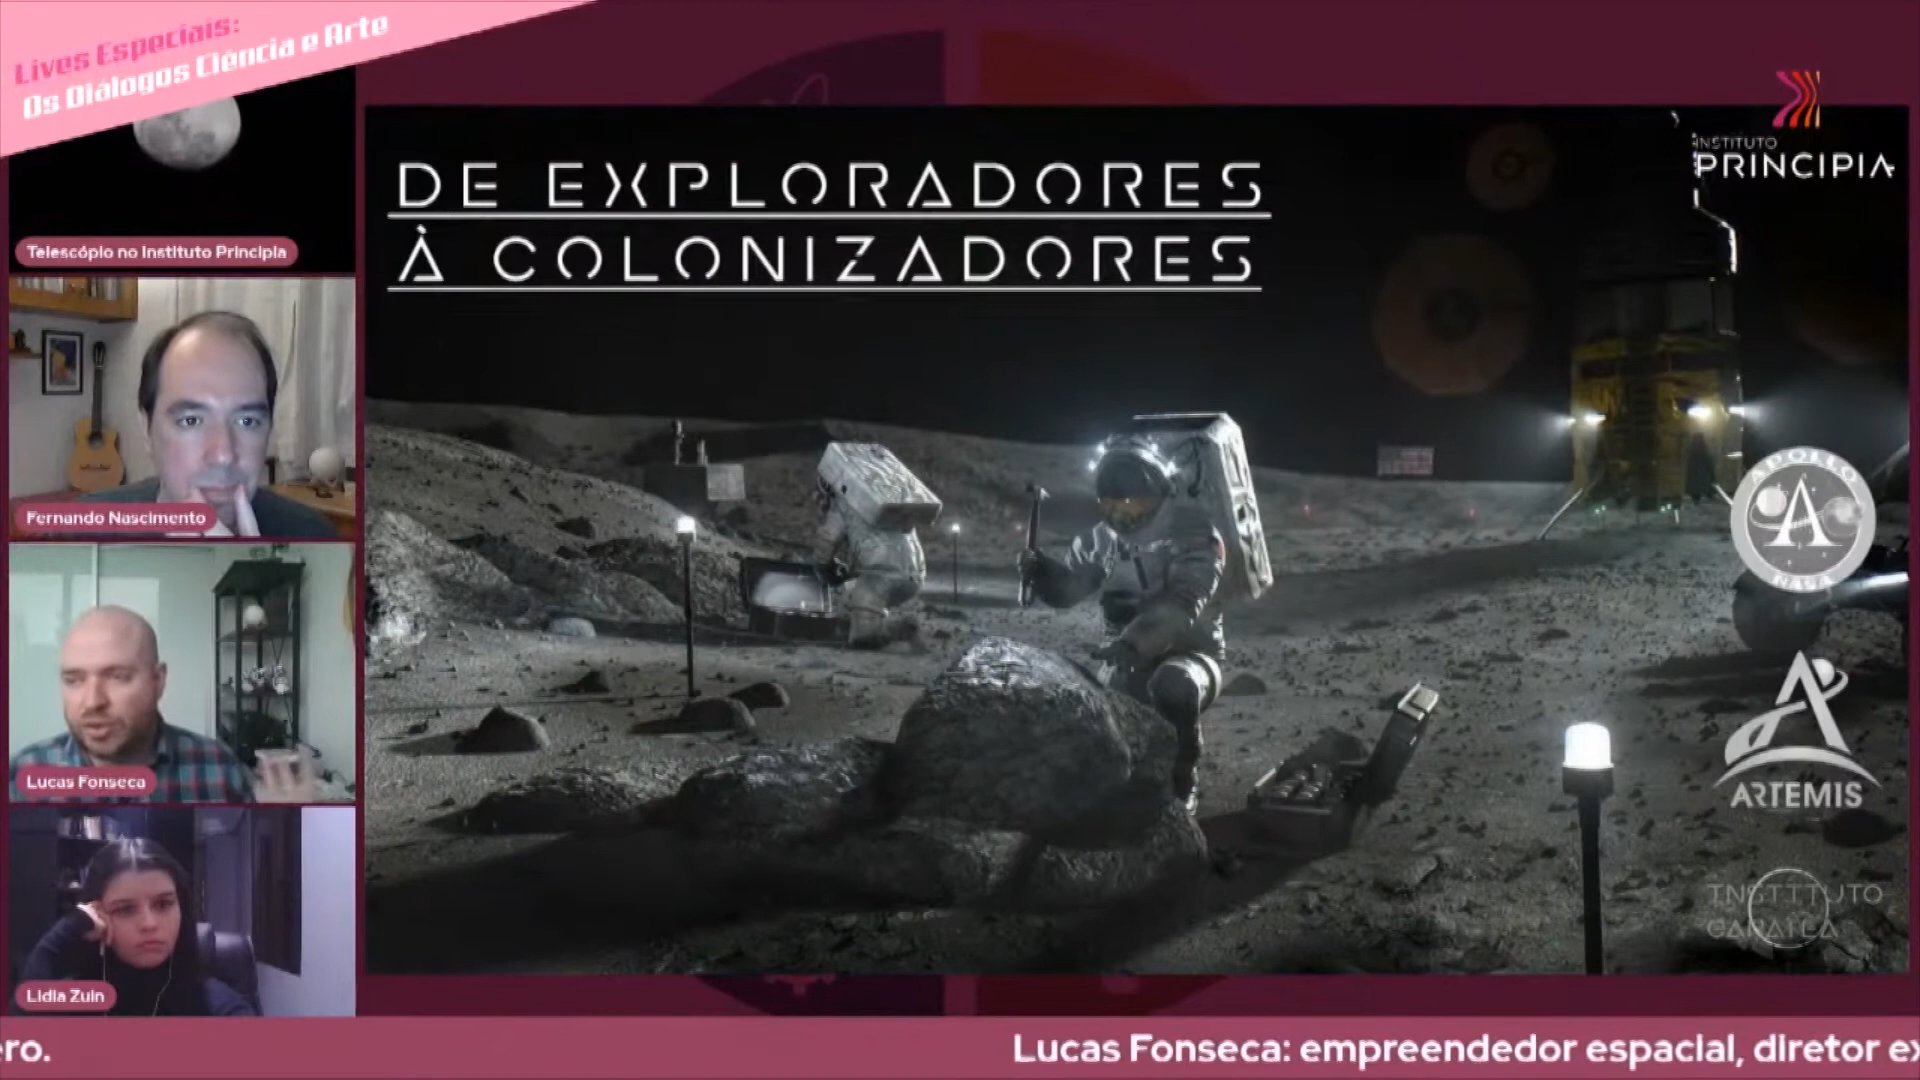 Lives Especiais:
Os Diálogos Ciência e Arte
Telescópio no Instituto Principia
Fernando Nascimento
Lucas Fonseca
Lidia Zuin
DE EXPLORADORES
À COLONIZADORES
INSTITUTO
PRINCIPIA
APOLLO
NASA
ARTEMIS
INSTITUTO
ero.
Lucas Fonseca: empreendedor espacial, diretor ex